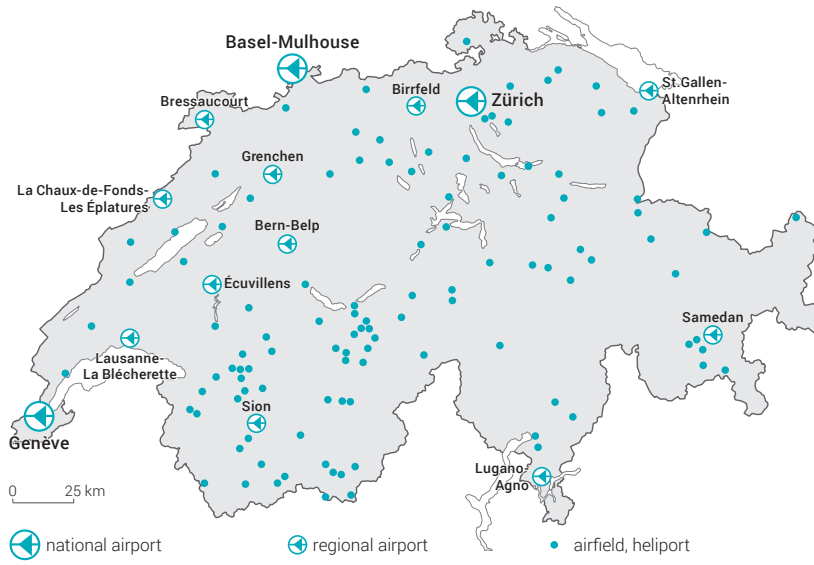 Basel-Mulhouse
Bressaucourt
Birrfeld
Zürich
St.Gallen-
Altenrhein
Grenchen
La Chaux-de-Fonds-
Les Éplatures
Bern-Belp
Écuvillens
Samedan
Lausanne-
La Blécherette
Sion
Genève
Lugano-
Agno
0 25 km
national airport
regional airport
airfield, heliport